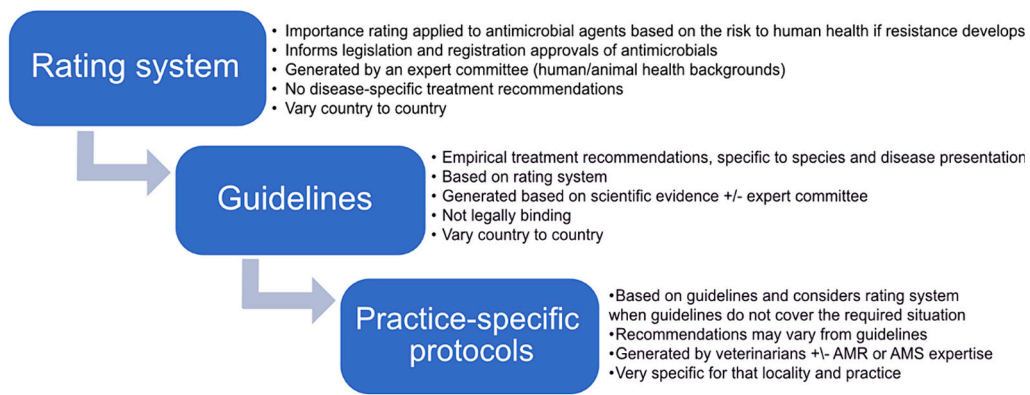 Rating system
• Importance rating applied to antimicrobial agents based on the risk to human health if resistance develops
• Informs legislation and registration approvals of antimicrobials
• Generated by an expert committee (human/animal health backgrounds)
• No disease-specific treatment recommendations
• Vary country to country
Guidelines
• Empirical treatment recommendations, specific to species and disease presentation
• Based on rating system
• Generated based on scientific evidence +/- expert committee
• Not legally binding
• Vary country to country
Practice-specific
protocols
•Based on guidelines and considers rating system
when guidelines do not cover the required situation
•Recommendations may vary from guidelines
•Generated by veterinarians +\- AMR or AMS expertise
•Very specific for that locality and practice